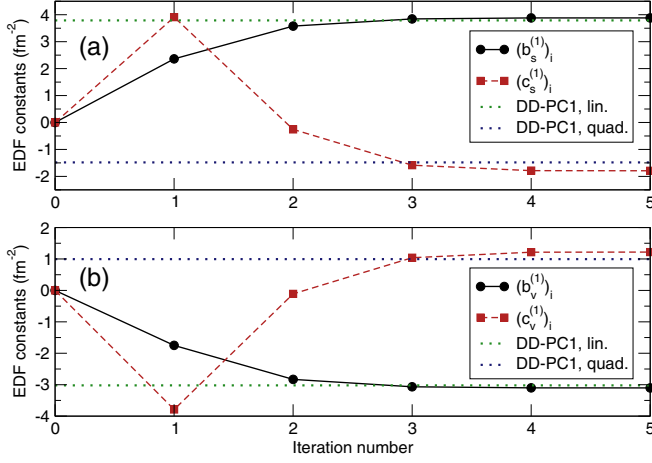 (a)
EDF constants (fm⁻²)
4
3
2
1
0
-1
-2
(b_s^(1))_i
(c_s^(1))_i
DD-PC1, lin.
DD-PC1, quad.
0 1 2 3 4 5
(b)
EDF constants (fm⁻²)
2
1
0
-1
-2
-3
-4
(b_v^(1))_i
(c_v^(1))_i
DD-PC1, lin.
DD-PC1, quad.
0 1 2 3 4 5
Iteration number